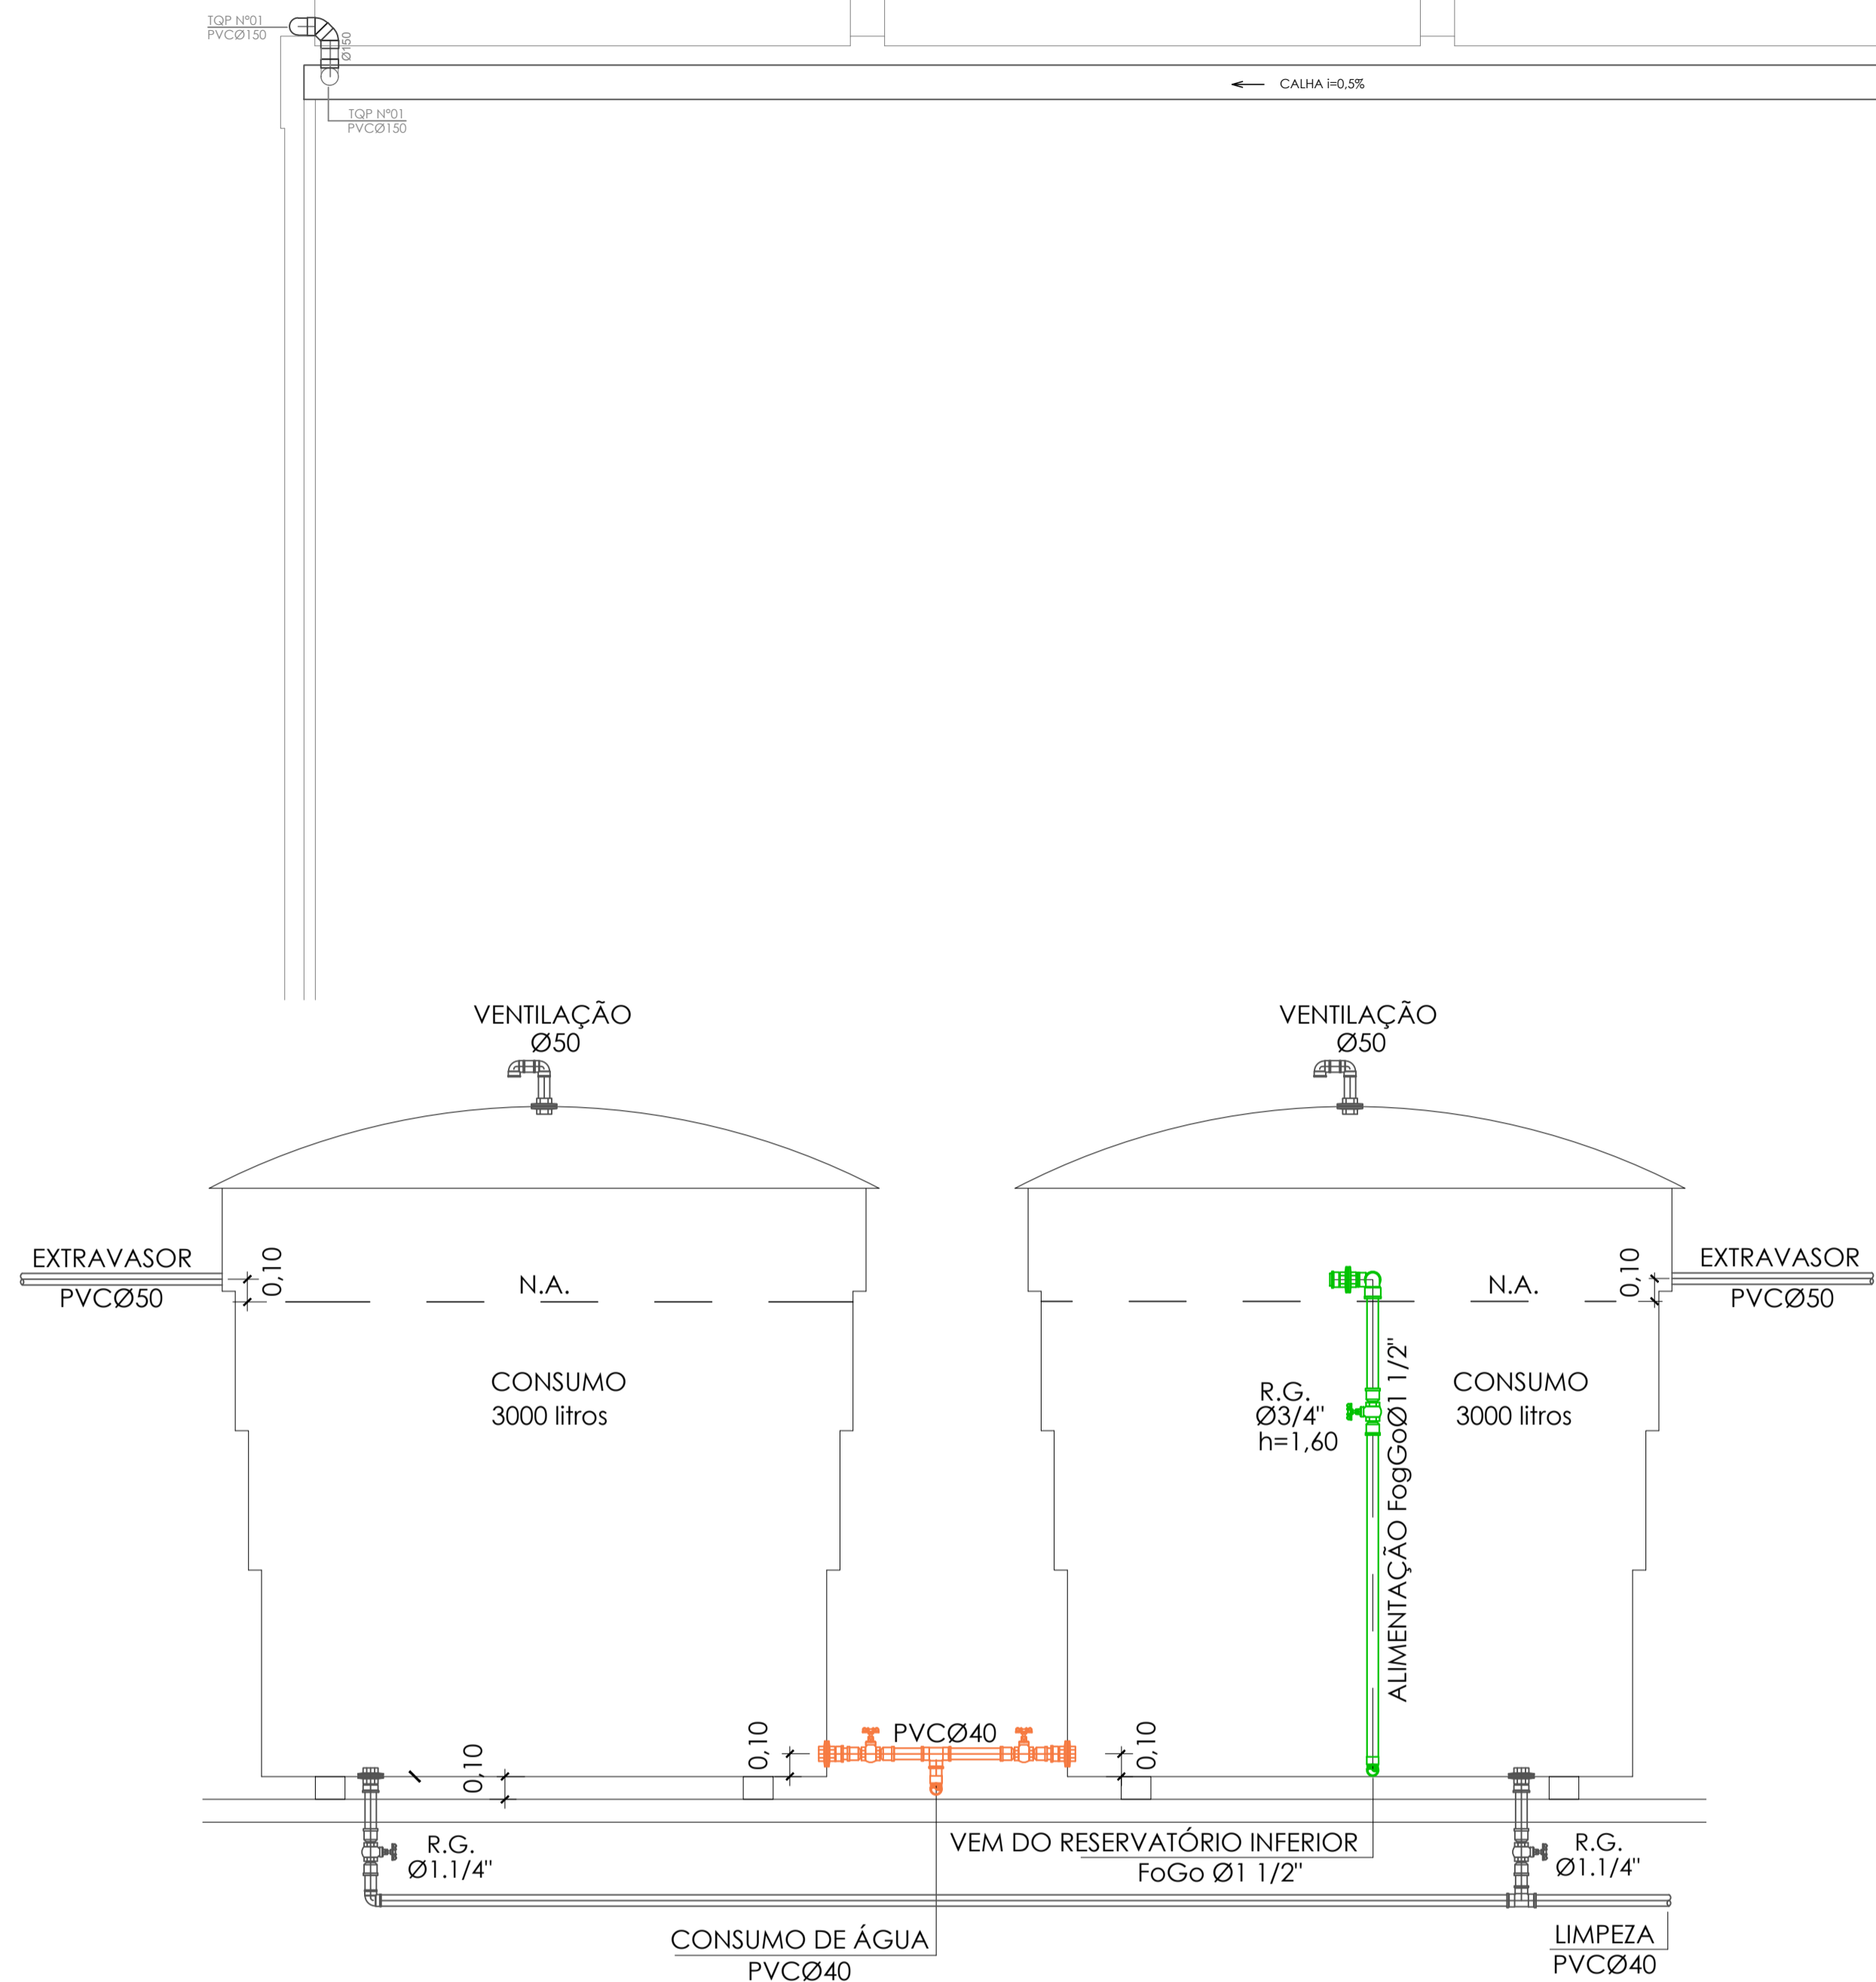 TQP Nº01
PVCØ150
Ø150
CALHA i=0,5%
TQP Nº01
PVCØ150
VENTILAÇÃO
Ø50
VENTILAÇÃO
Ø50
EXTRAVASOR
PVCØ50
0,10
N.A.
N.A.
0,10
EXTRAVASOR
PVCØ50
CONSUMO
3000 litros
R.G.
Ø3/4"
h=1,60
ALIMENTAÇÃO FogGoØ1 1/2"
CONSUMO
3000 litros
0,10
0,10
PVCØ40
0,10
R.G.
Ø1.1/4"
VEM DO RESERVATÓRIO INFERIOR
FoGo Ø1 1/2"
R.G.
Ø1.1/4"
CONSUMO DE ÁGUA
PVCØ40
LIMPEZA
PVCØ40